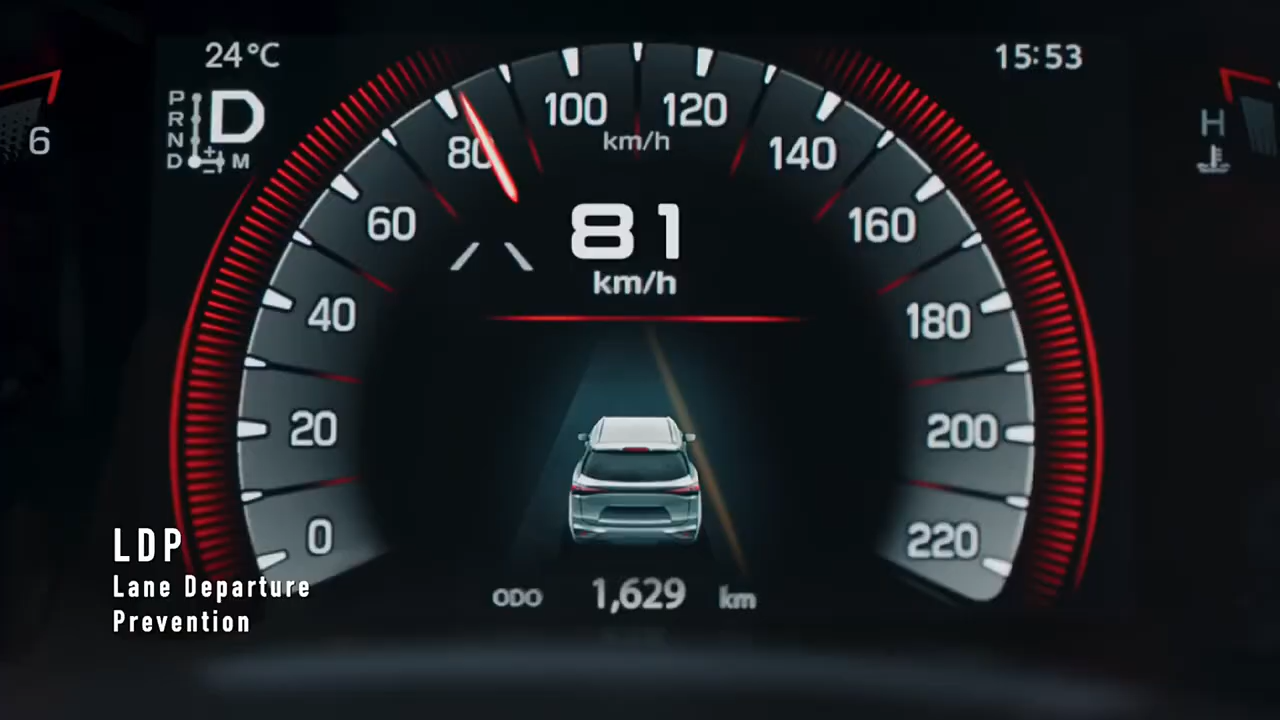 24°C
15:53
P
R
N
D
D
+
−
M
6
H
100
120
km/h
80
140
60
160
81
km/h
40
180
20
200
0
220
ODO 1,629 km
LDP
Lane Departure
Prevention